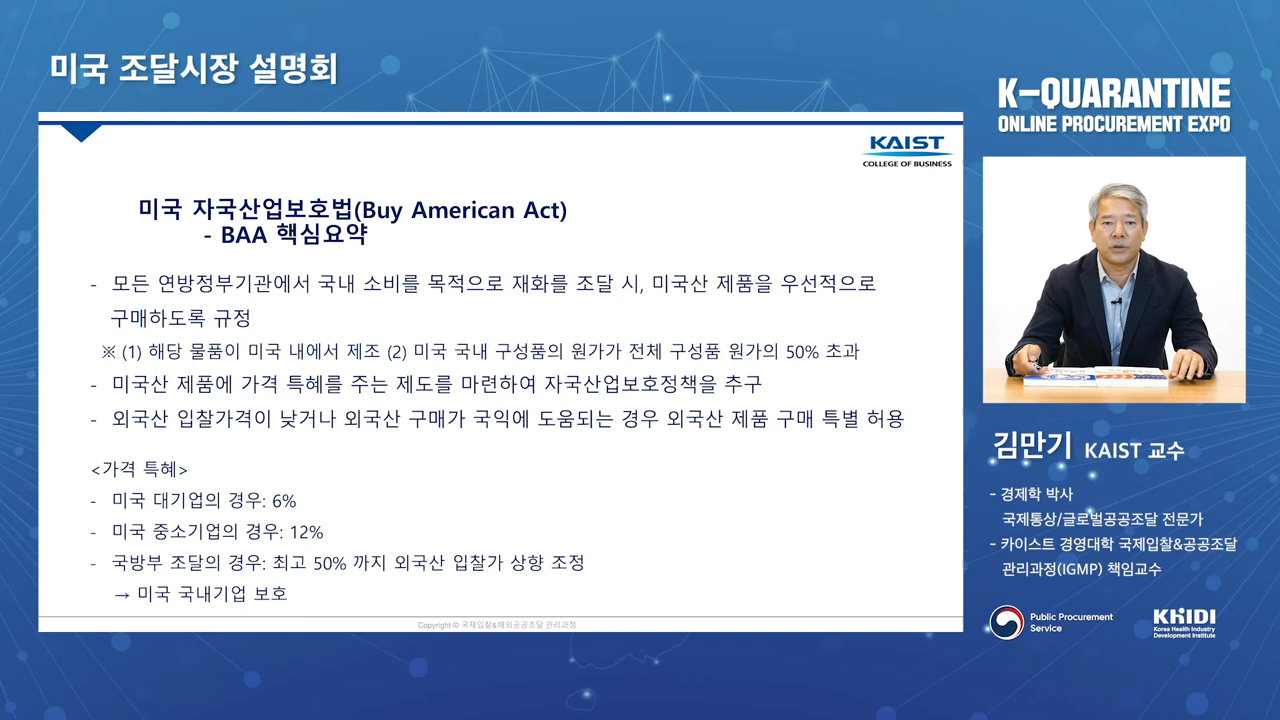 미국 조달시장 설명회
K-QUARANTINE
ONLINE PROCUREMENT EXPO
KAIST
COLLEGE OF BUSINESS
미국 자국산업보호법(Buy American Act)
- BAA 핵심요약
- 모든 연방정부기관에서 국내 소비를 목적으로 재화를 조달 시, 미국산 제품을 우선적으로
구매하도록 규정
※ (1) 해당 물품이 미국 내에서 제조 (2) 미국 국내 구성품의 원가가 전체 구성품 원가의 50% 초과
- 미국산 제품에 가격 특혜를 주는 제도를 마련하여 자국산업보호정책을 추구
- 외국산 입찰가격이 낮거나 외국산 구매가 국익에 도움되는 경우 외국산 제품 구매 특별 허용
<가격 특혜>
- 미국 대기업의 경우: 6%
- 미국 중소기업의 경우: 12%
- 국방부 조달의 경우: 최고 50% 까지 외국산 입찰가 상향 조정
→ 미국 국내기업 보호
Copyright © 국제입찰&해외공공조달 관리과정
김만기 KAIST 교수
- 경제학 박사
국제통상/글로벌공공조달 전문가
- 카이스트 경영대학 국제입찰&공공조달
관리과정(IGMP) 책임교수
Public Procurement
Service
KHIDI
Korea Health Industry
Development Institute